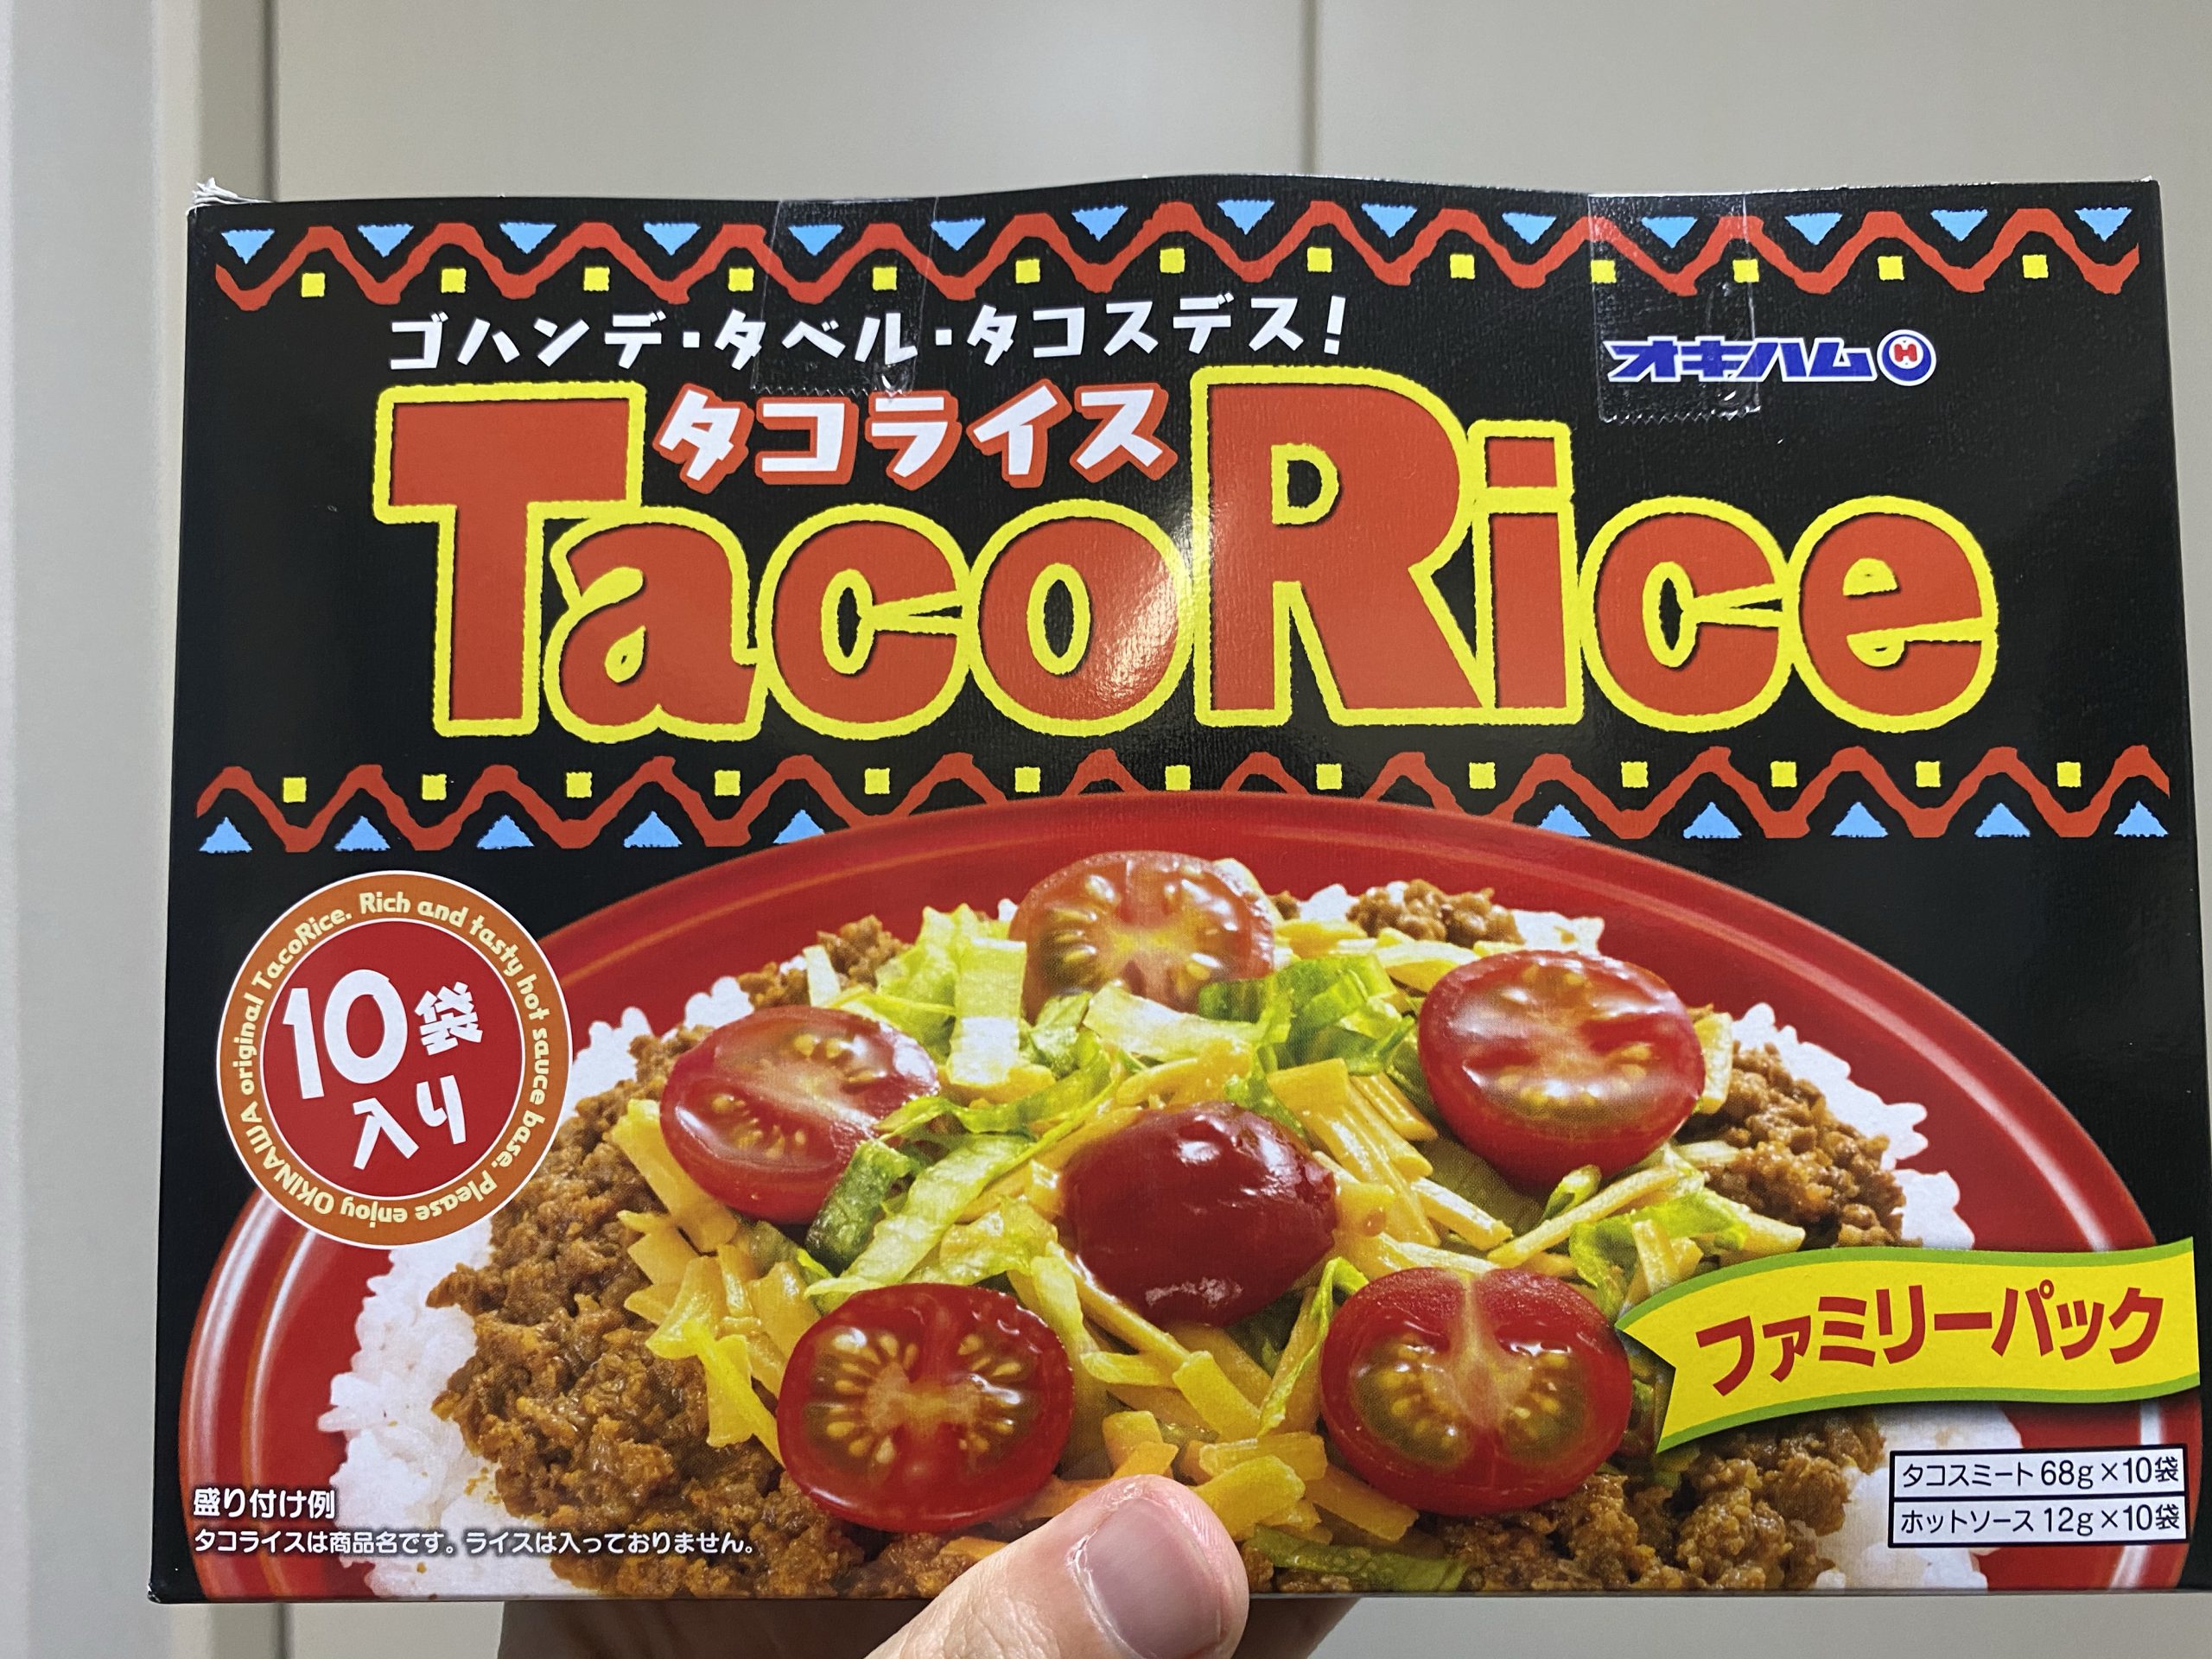 ゴハンデ・タベル・タコスデス!
オキハム
タコライス
TacoRice
OKINAWA original TacoRice. Rich and tasty hot sauce base. Please enjoy
10袋
入り
ファミリーパック
タコスミート 68g×10袋
ホットソース 12g×10袋
盛り付け例
タコライスは商品名です。ライスは入っておりません。